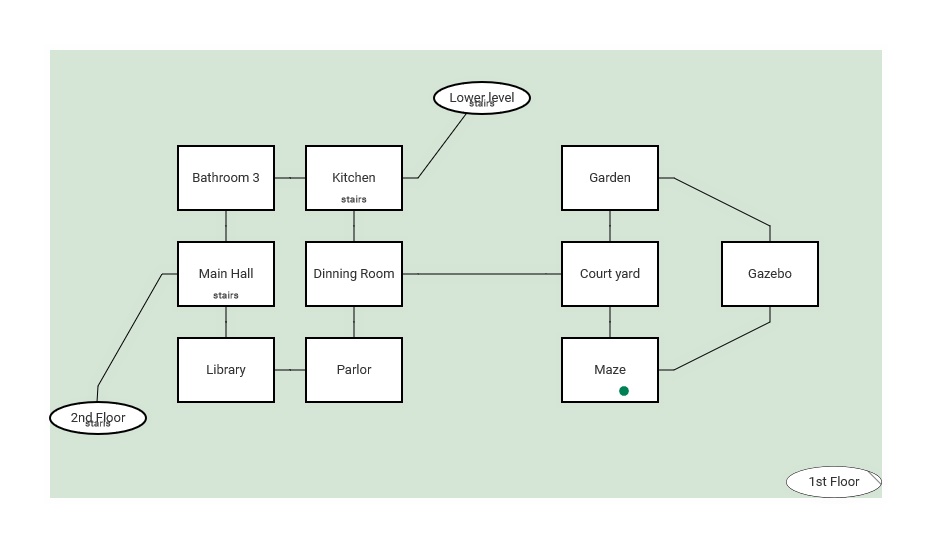 Lower level
stairs
Bathroom 3
Kitchen
stairs
Garden
Main Hall
stairs
Dinning Room
Court yard
Gazebo
Library
Parlor
Maze
2nd Floor
stairs
1st Floor